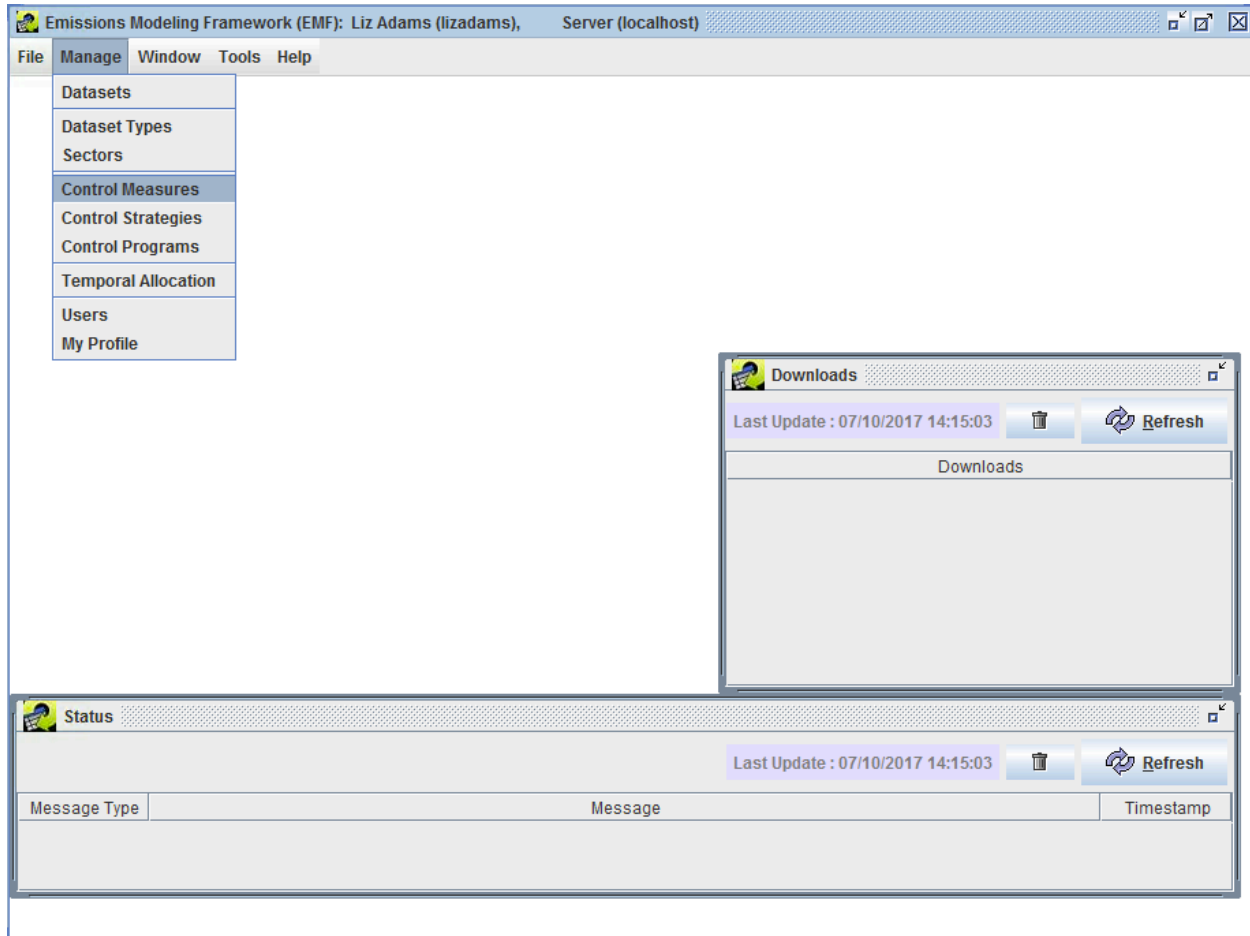 Emissions Modeling Framework (EMF): Liz Adams (lizadams), Server (localhost)
File Manage Window Tools Help
Datasets
Dataset Types
Sectors
Control Measures
Control Strategies
Control Programs
Temporal Allocation
Users
My Profile
Downloads
Last Update : 07/10/2017 14:15:03 Refresh
Downloads
Status
Last Update : 07/10/2017 14:15:03 Refresh
Message Type Message Timestamp